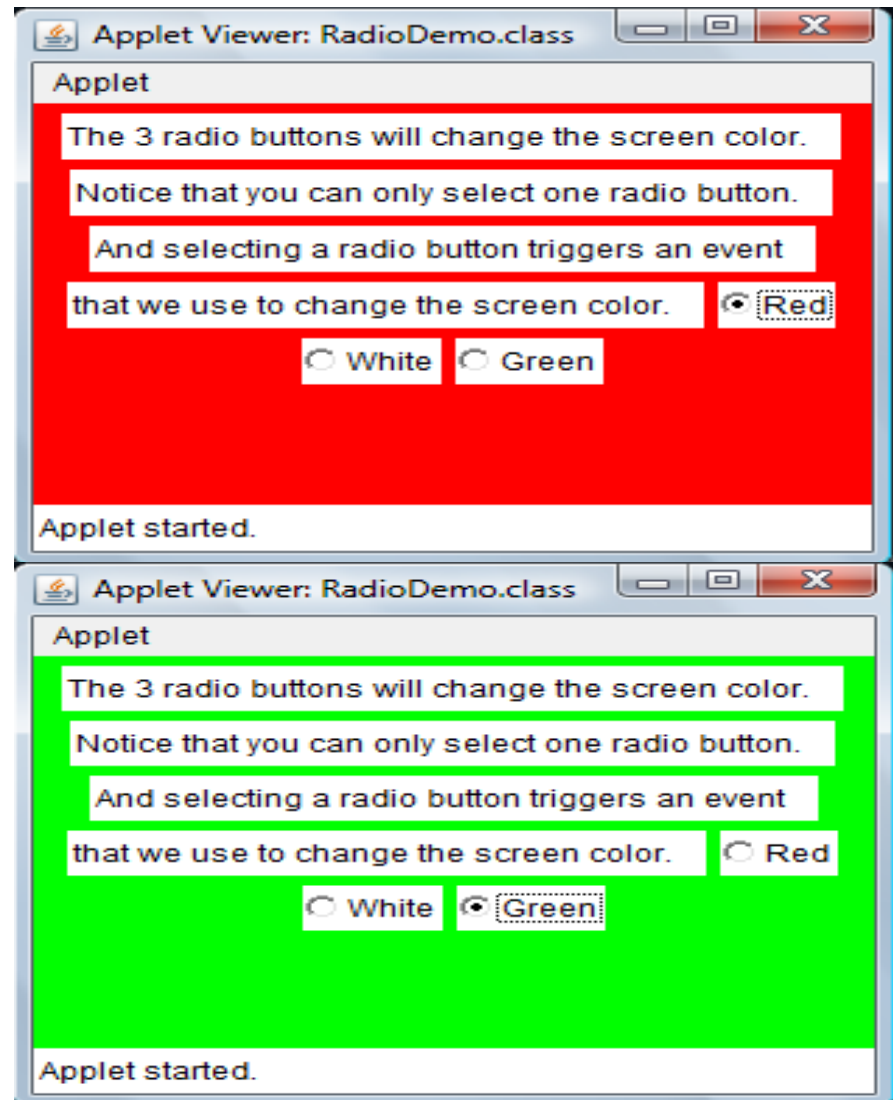 Applet Viewer: RadioDemo.class
Applet
The 3 radio buttons will change the screen color.
Notice that you can only select one radio button.
And selecting a radio button triggers an event
that we use to change the screen color. Red
White Green
Applet started.
Applet Viewer: RadioDemo.class
Applet
The 3 radio buttons will change the screen color.
Notice that you can only select one radio button.
And selecting a radio button triggers an event
that we use to change the screen color. Red
White Green
Applet started.